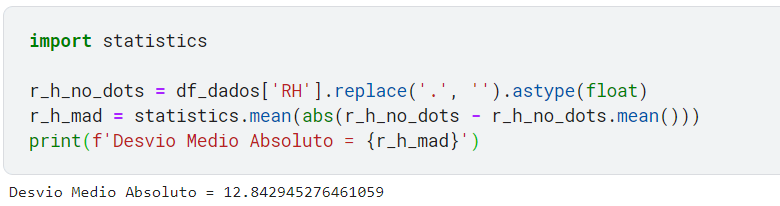 import statistics
r_h_no_dots = df_dados['RH'].replace('.', '').astype(float)
r_h_mad = statistics.mean(abs(r_h_no_dots - r_h_no_dots.mean()))
print(f'Desvio Medio Absoluto = {r_h_mad}')
Desvio Medio Absoluto = 12.842945276461059